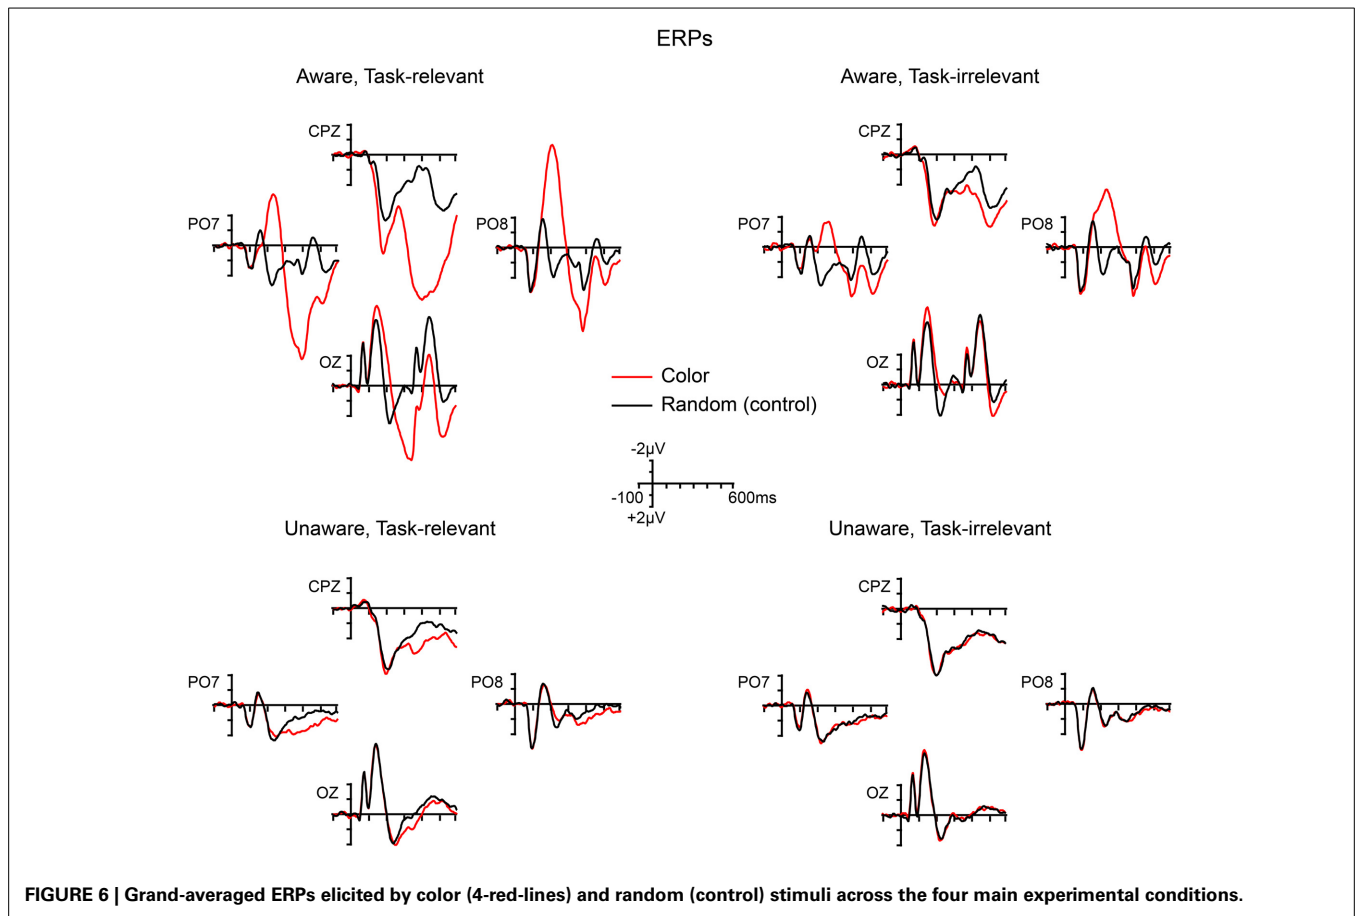 ERPs
Aware, Task-relevant
Aware, Task-irrelevant
CPZ
CPZ
PO7
PO8
PO7
PO8
OZ
OZ
Color
Random (control)
-2µV
-100
600ms
+2µV
Unaware, Task-relevant
Unaware, Task-irrelevant
CPZ
CPZ
PO7
PO8
PO7
PO8
OZ
OZ
FIGURE 6 | Grand-averaged ERPs elicited by color (4-red-lines) and random (control) stimuli across the four main experimental conditions.